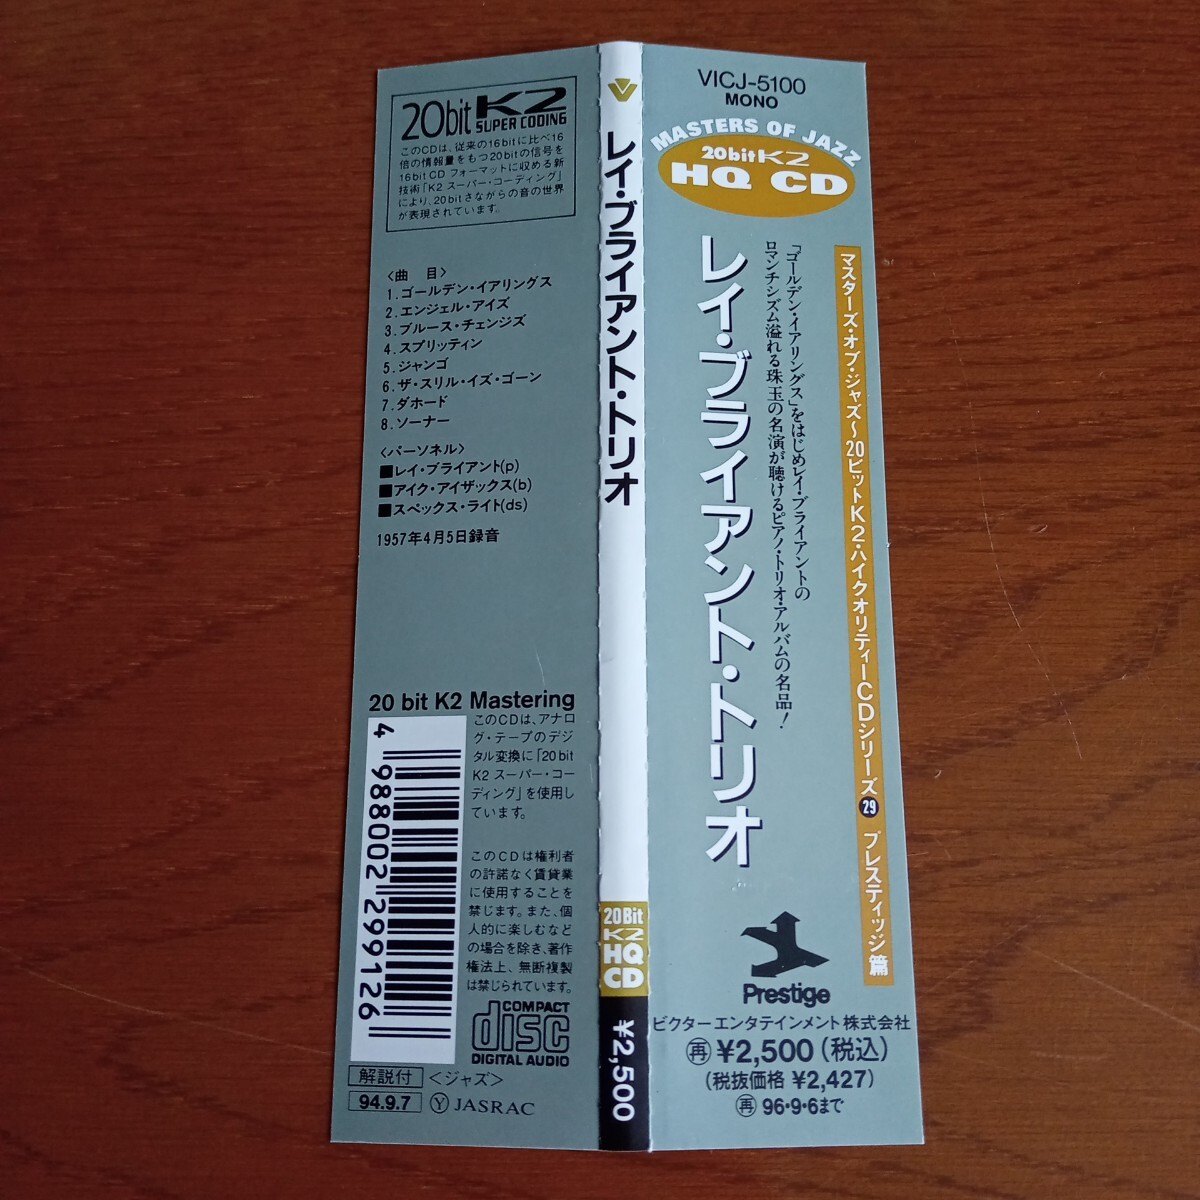 20bit K2
SUPER CODING
このCDは、従来の16bitに比べ16
倍の情報量をもつ20bitの信号を
16bit CD フォーマットに収める新
技術「K2 スーパー・コーディング」
により、20bitさながらの音の世界
が表現されています。
〈曲 目〉
1.ゴールデン・イアリングス
2.エンジェル・アイズ
3.ブルース・チェンジズ
4.スプリッティン
5.ジャンゴ
6.ザ・スリル・イズ・ゴーン
7.ダホード
8.ソーナー
〈パーソネル〉
■レイ・ブライアント(p)
■アイク・アイザックス(b)
■スペックス・ライト(ds)
1957年4月5日録音
20 bit K2 Mastering
このCDは、アナロ
グ・テープのデジ
タル変換に「20bit
K2 スーパー・コー
ディング」を使用し
ています。
4 988002 299126
このCDは権利者
の許諾なく賃貸業
に使用することを
禁じます。また、個
人的に楽しむなど
の場合を除き、著作
権法上、無断複製
は禁じられています。
COMPACT
disc
DIGITAL AUDIO
解説付 〈ジャズ〉
94.9.7 Ⓨ JASRAC
レイ・ブライアント・トリオ
20Bit
K2
HQ
CD
¥2,500
VICJ-5100
MONO
MASTERS OF JAZZ
20bit K2
HQ CD
マスターズ・オブ・ジャズ〜20ビットK2・ハイクオリティーCDシリーズ㉙ プレスティッジ篇
「ゴールデン・イアリングス」をはじめレイ・ブライアントの
ロマンチシズム溢れる珠玉の名演が聴けるピアノ・トリオ・アルバムの名品!
レイ・ブライアント・トリオ
Prestige
ビクターエンタテインメント株式会社
再 ¥2,500(税込)
(税抜価格 ¥2,427)
再 96・9・6まで